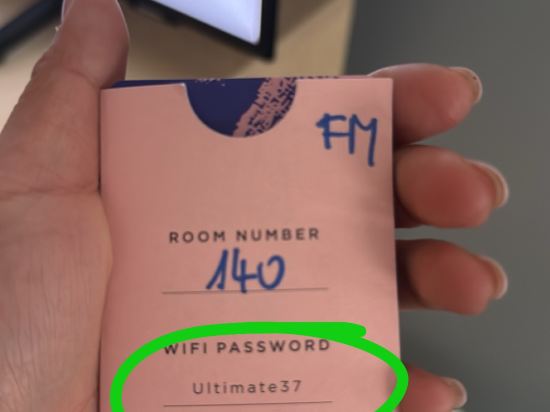 FM
ROOM NUMBER
140
WIFI PASSWORD
Ultimate37